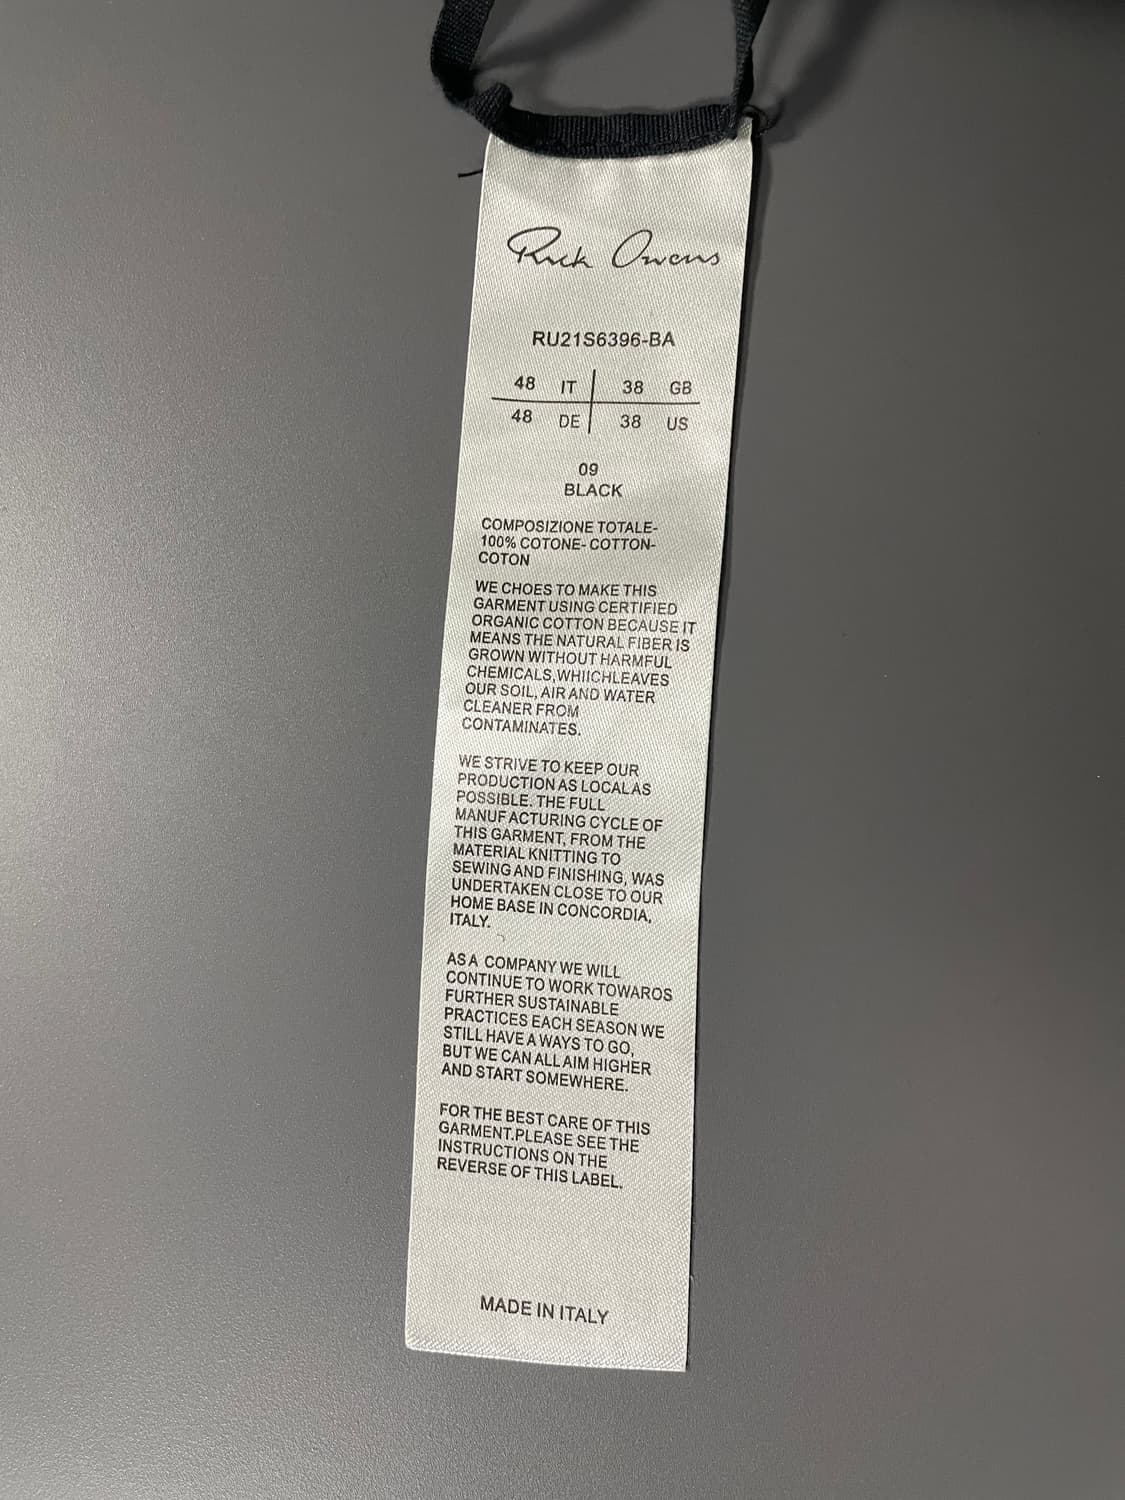 Rick Owens
RU21S6396-BA
48 IT 38 GB
48 DE 38 US
09
BLACK
COMPOSIZIONE TOTALE-
100% COTONE- COTTON-
COTON
WE CHOES TO MAKE THIS
GARMENT USING CERTIFIED
ORGANIC COTTON BECAUSE IT
MEANS THE NATURAL FIBER IS
GROWN WITHOUT HARMFUL
CHEMICALS,WHIICHLEAVES
OUR SOIL, AIR AND WATER
CLEANER FROM
CONTAMINATES.
WE STRIVE TO KEEP OUR
PRODUCTION AS LOCAL AS
POSSIBLE. THE FULL
MANUF ACTURING CYCLE OF
THIS GARMENT, FROM THE
MATERIAL KNITTING TO
SEWING AND FINISHING, WAS
UNDERTAKEN CLOSE TO OUR
HOME BASE IN CONCORDIA,
ITALY.
AS A COMPANY WE WILL
CONTINUE TO WORK TOWAROS
FURTHER SUSTAINABLE
PRACTICES EACH SEASON WE
STILL HAVE A WAYS TO GO,
BUT WE CAN ALL AIM HIGHER
AND START SOMEWHERE.
FOR THE BEST CARE OF THIS
GARMENT.PLEASE SEE THE
INSTRUCTIONS ON THE
REVERSE OF THIS LABEL.
MADE IN ITALY